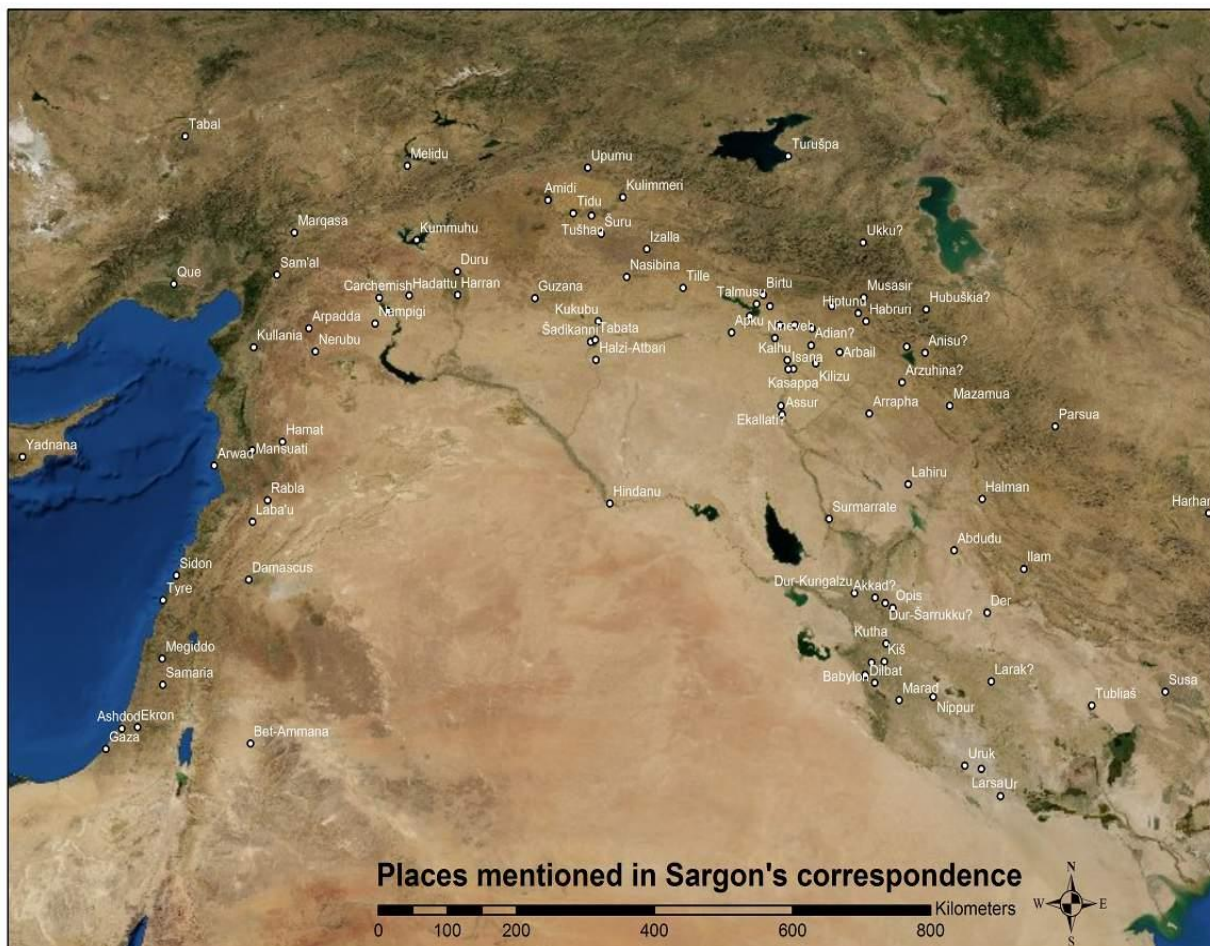 Tabal
Melidu
Upumu
Turušpa
Amidi
Kulimmeri
Tidu
Marqasa
Tušhan
Šuru
Kummuhu
Izalla
Ukku?
Que
Sam'al
Duru
Nasibina
Tille
Carchemish
Hadattu
Harran
Guzana
Birtu
Talmusu
Musasir
Hiptunu
Hubuškia?
Habruri
Nempigi
Arpadda
Kukubu
Šadikanni
Tabata
Apku
Nineveh
Adian?
Kullania
Nerubu
Halzi-Atbari
Kalhu
Isana
Arbail
Anisu?
Kasappa
Kilizu
Arzuhina?
Assur
Ekallati?
Arrapha
Mazamua
Parsua
Yadnana
Hamat
Mansuati
Arwad
Rabla
Laba'u
Hindanu
Lahiru
Halman
Harhar
Surmarrate
Abdudu
Ilam
Sidon
Damascus
Tyre
Dur-Kurigalzu
Akkad?
Opis
Dur-Šarrukku?
Der
Megiddo
Samaria
Kutha
Kiš
Babylon
Dilbat
Marad
Nippur
Larak?
Tubliaš
Susa
Ashdod
Ekron
Gaza
Bet-Ammana
Uruk
Larsa
Ur
Places mentioned in Sargon's correspondence
Kilometers
0 100 200 400 600 800
N
W E
S